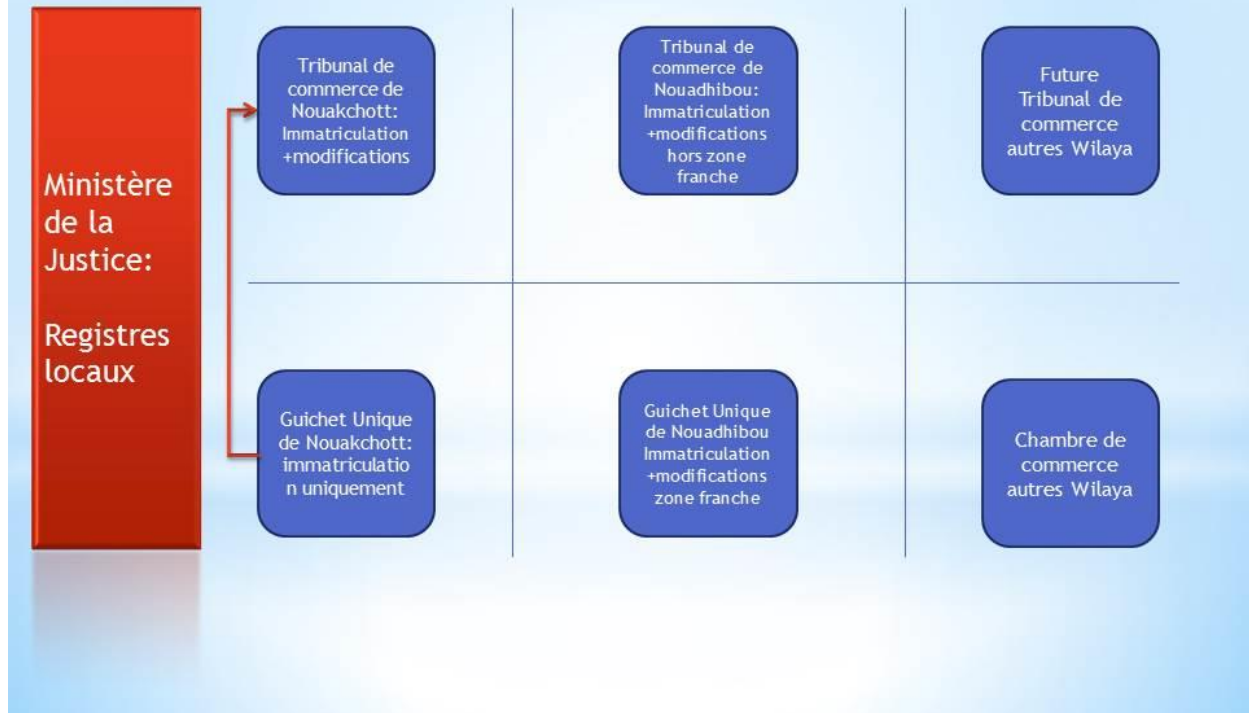 Ministère
de la
Justice:
Registres
locaux
Tribunal de
commerce de
Nouakchott:
Immatriculation
+modifications
Tribunal de
commerce de
Nouadhibou:
Immatriculation
+modifications
hors zone
franche
Future
Tribunal de
commerce
autres Wilaya
Guichet Unique
de Nouakchott:
immatriculatio
n uniquement
Guichet Unique
de Nouadhibou
Immatriculation
+modifications
zone franche
Chambre de
commerce
autres Wilaya